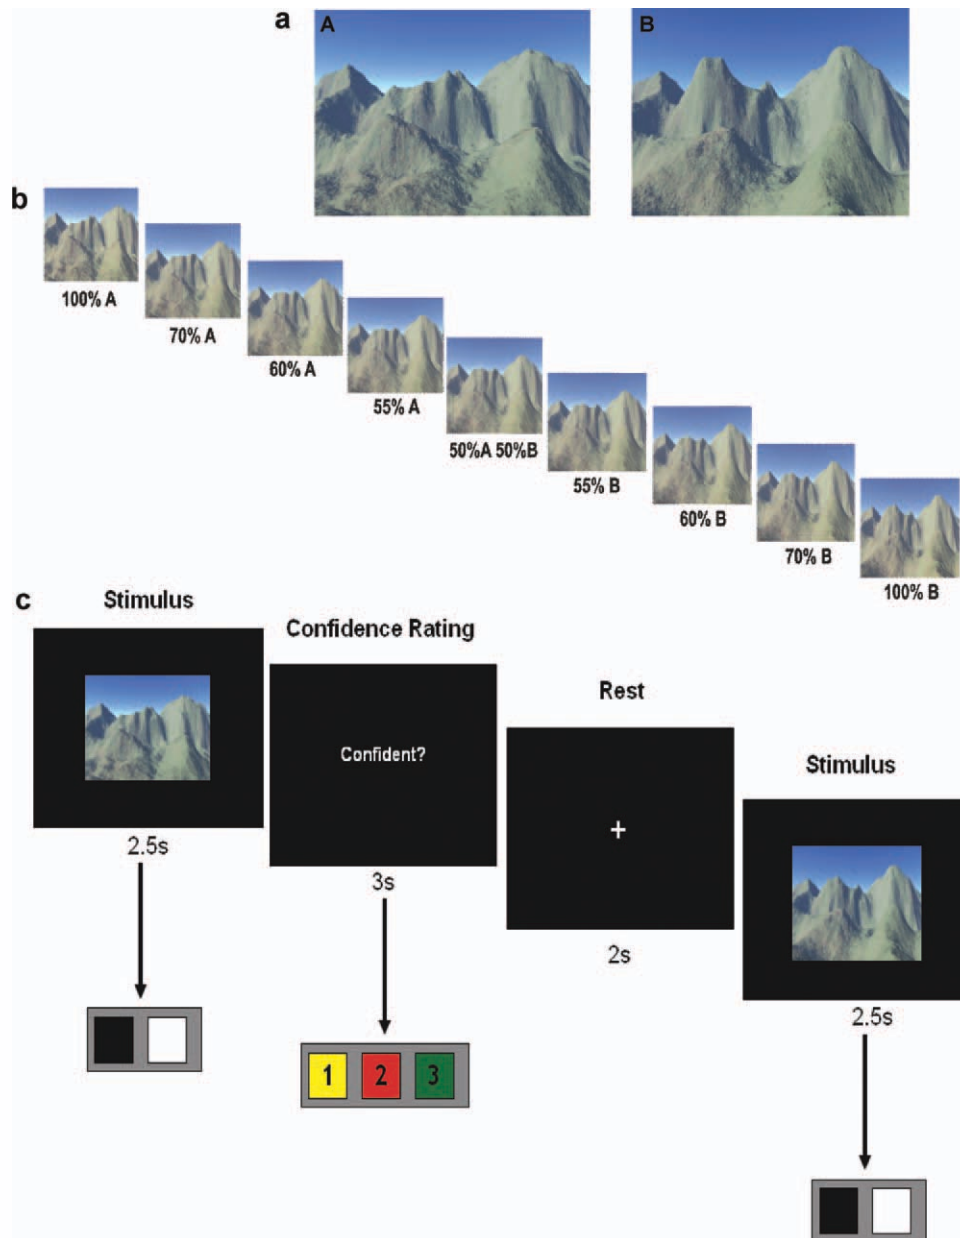 a
A
B
b
100% A
70% A
60% A
55% A
50%A 50%B
55% B
60% B
70% B
100% B
c
Stimulus
Confidence Rating
Rest
Stimulus
Confident?
+
2.5s
3s
2s
2.5s
1 2 3